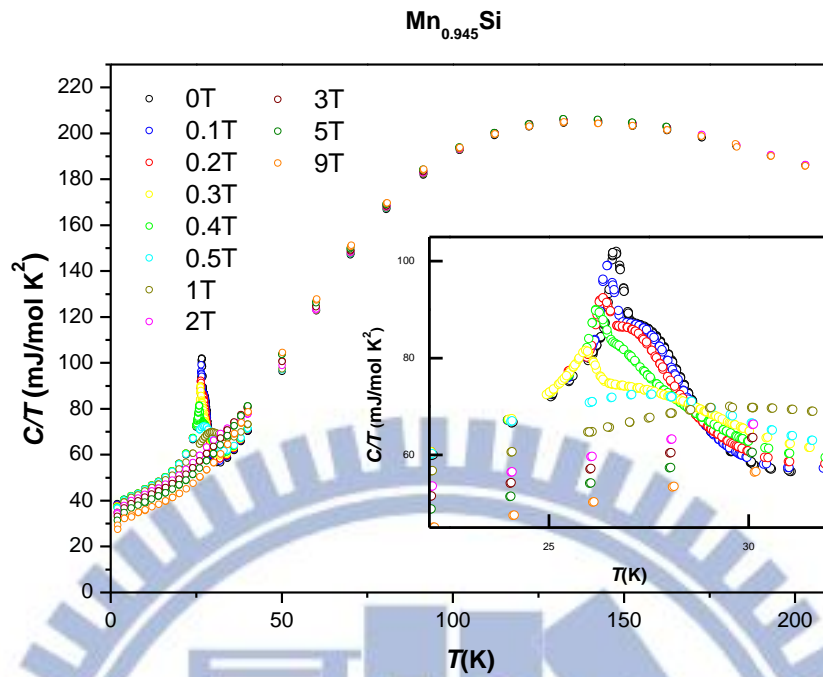 Mn0.945Si
C/T (mJ/mol K2)
220
200
180
160
140
120
100
80
60
40
20
0
0T
0.1T
0.2T
0.3T
0.4T
0.5T
1T
2T
3T
5T
9T
C/T (mJ/mol K2)
100
80
60
25
30
T(K)
0
50
100
150
200
T(K)